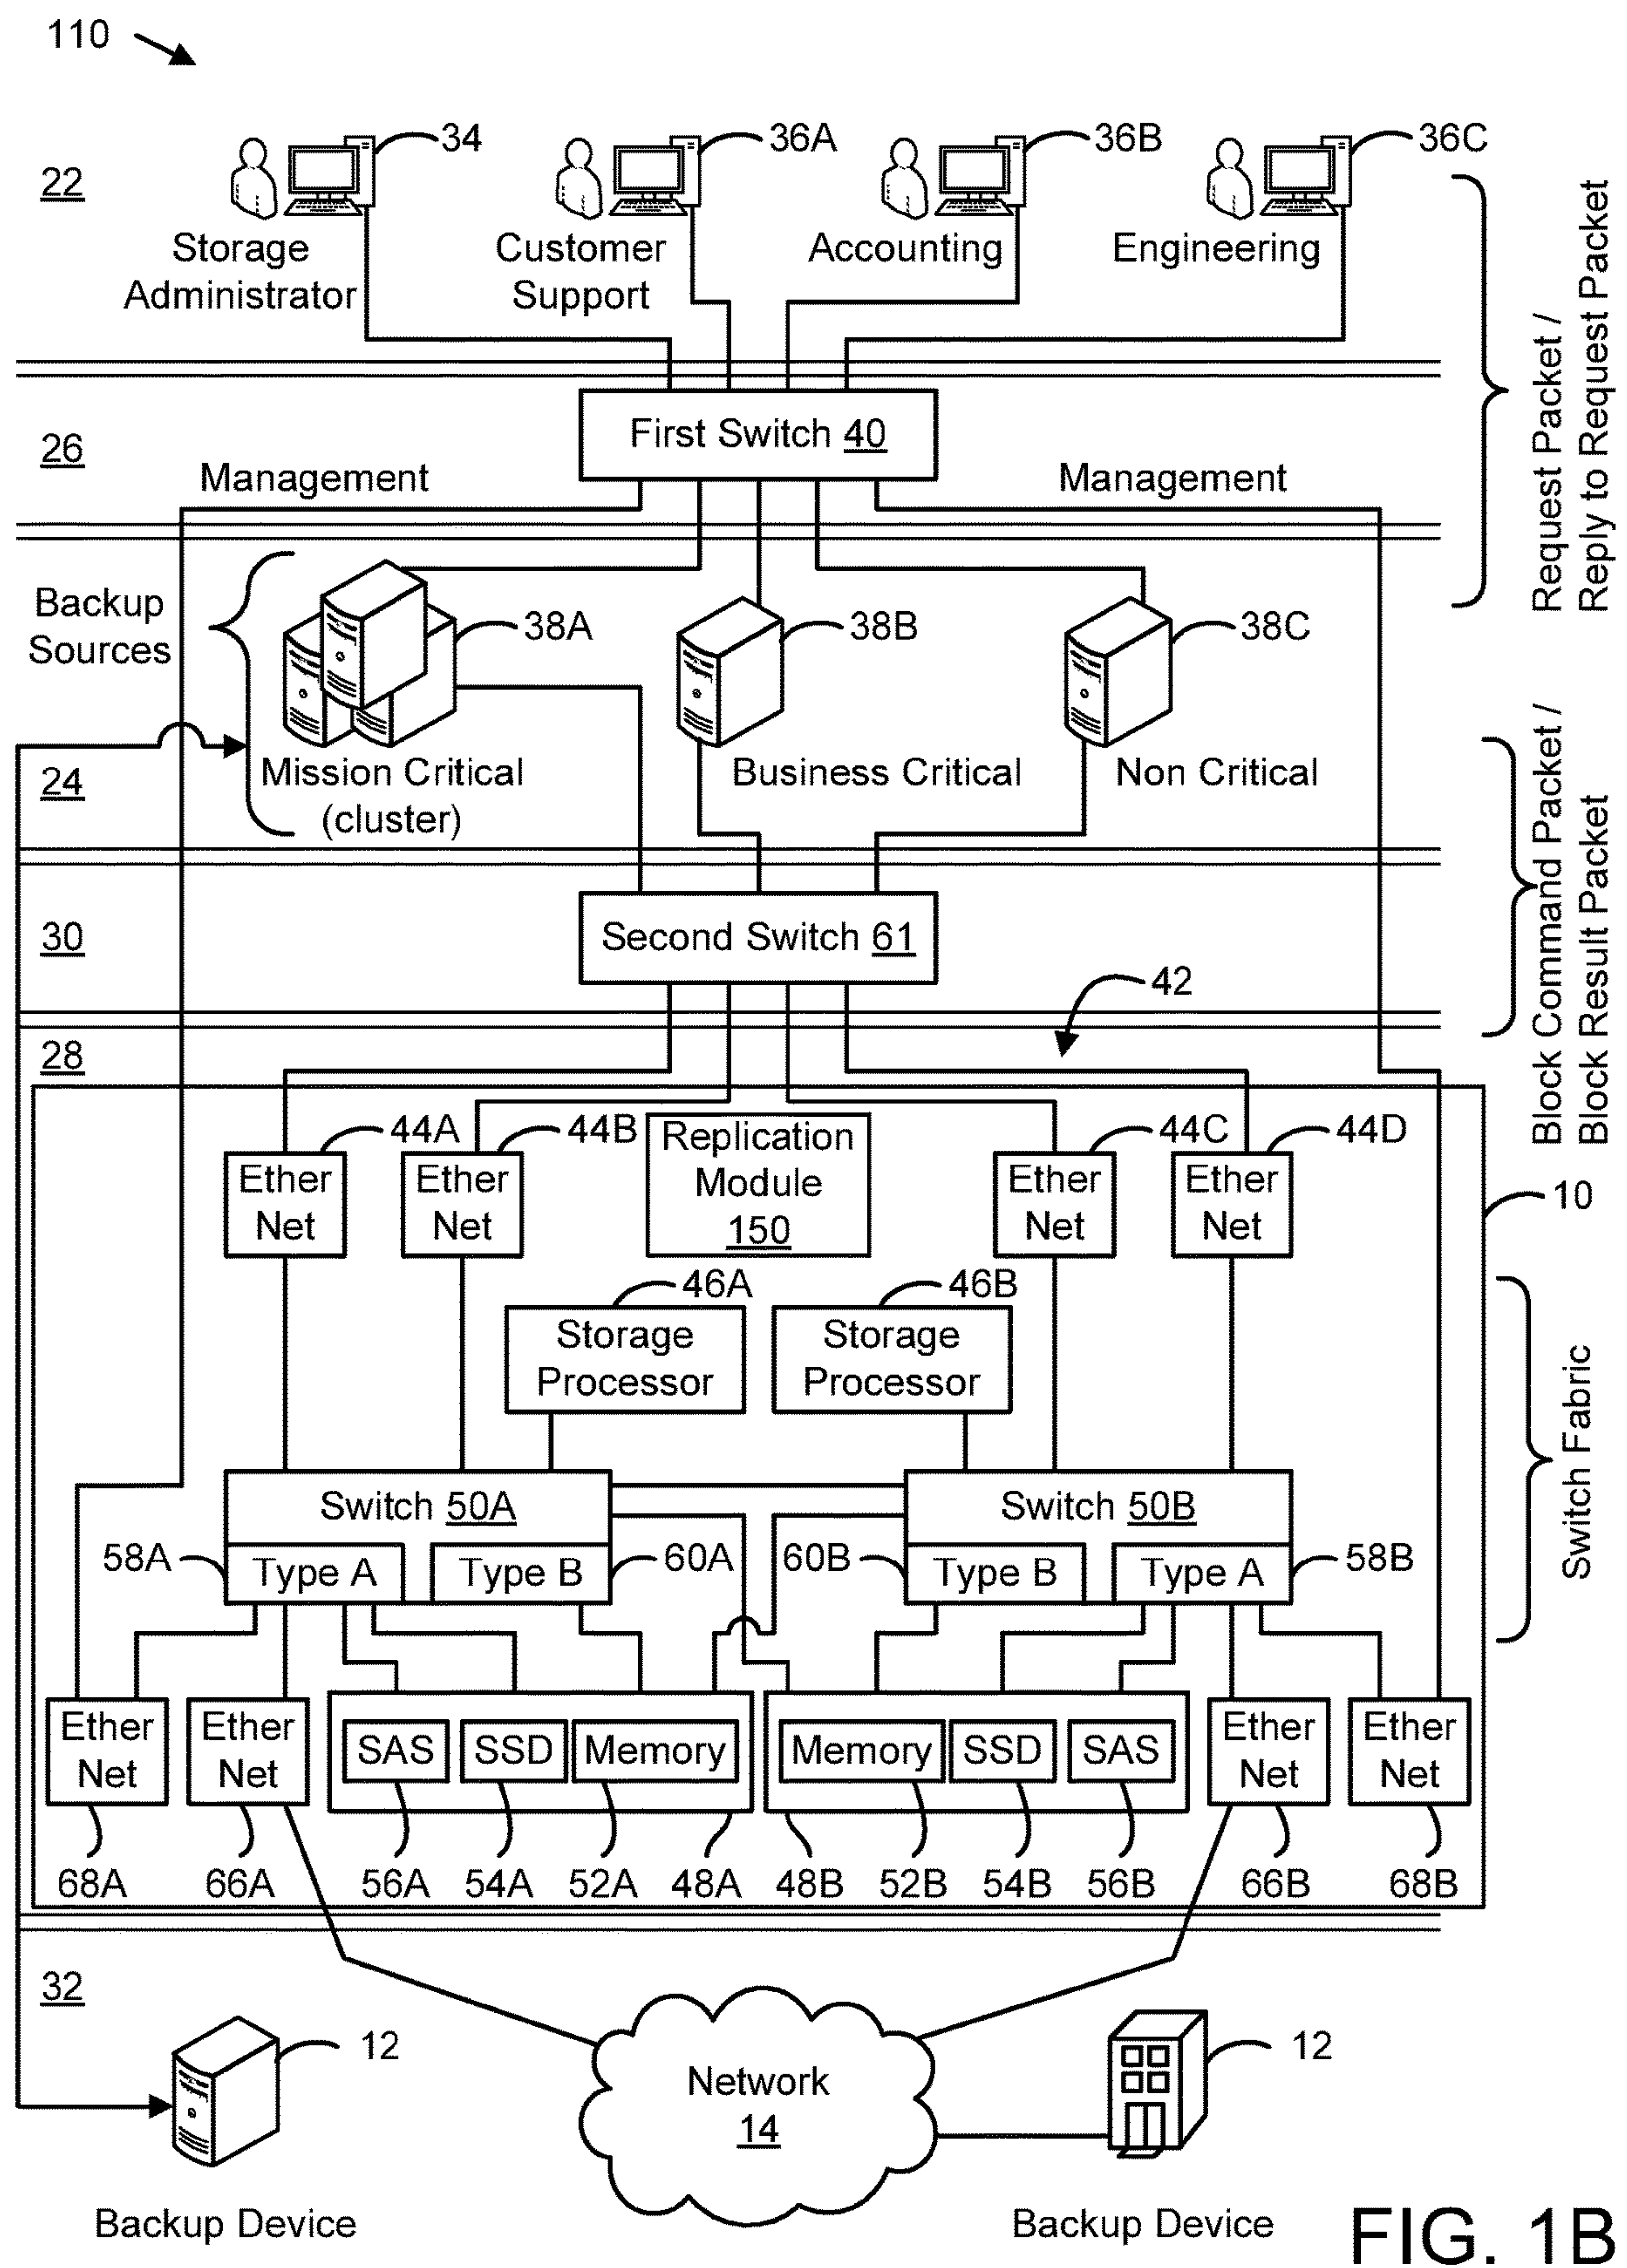 110
34
36A
36B
36C
22
Storage
Administrator
Customer
Support
Accounting
Engineering
Request Packet /
Reply to Request Packet
First Switch 40
26
Management
Management
Backup
Sources
38A
38B
38C
24
Mission Critical
(cluster)
Business Critical
Non Critical
Block Command Packet /
Block Result Packet
30
Second Switch 61
42
28
44A
44B
Replication
Module
150
44C
44D
Ether
Net
Ether
Net
Ether
Net
Ether
Net
10
46A
46B
Storage
Processor
Storage
Processor
Switch Fabric
Switch 50A
Switch 50B
58A
Type A
Type B
60A
60B
Type B
Type A
58B
Ether
Net
Ether
Net
SAS
SSD
Memory
Memory
SSD
SAS
Ether
Net
Ether
Net
68A
66A
56A
54A
52A
48A
48B
52B
54B
56B
66B
68B
32
12
Network
14
12
Backup Device
Backup Device
FIG. 1B